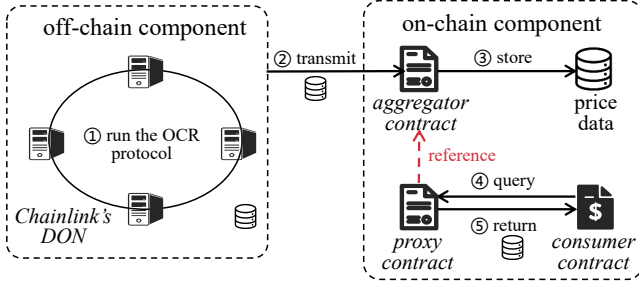 off-chain component
① run the OCR
protocol
Chainlink's
DON
② transmit
on-chain component
aggregator
contract
③ store
price
data
reference
④ query
⑤ return
proxy
contract
consumer
contract